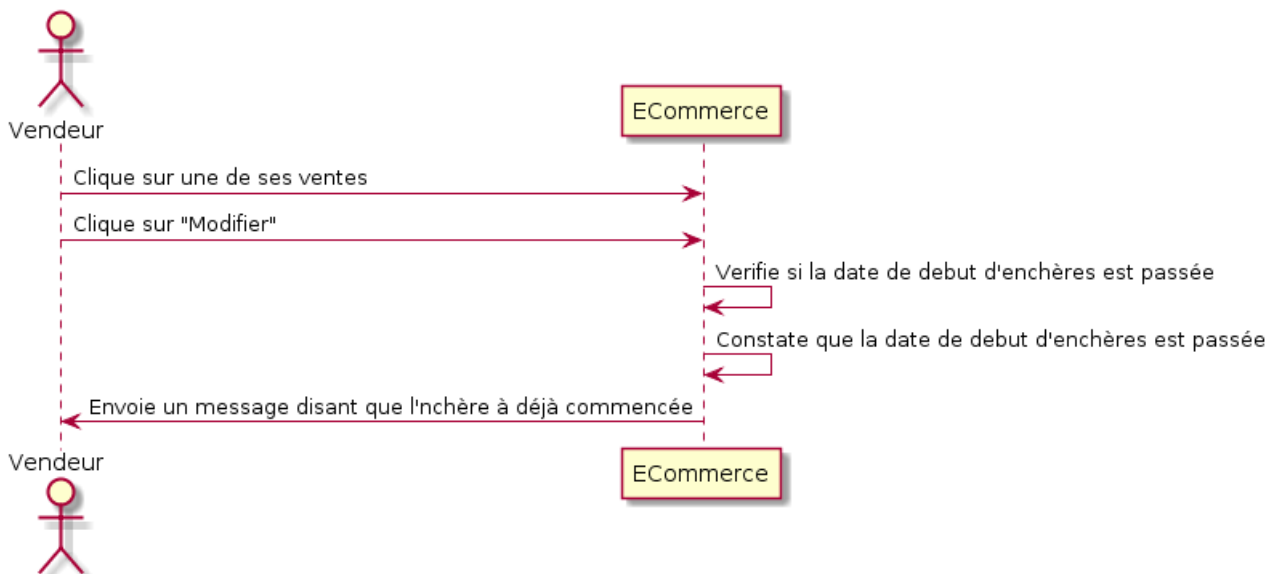 Vendeur
ECommerce
Clique sur une de ses ventes
Clique sur "Modifier"
Verifie si la date de debut d'enchères est passée
Constate que la date de debut d'enchères est passée
Envoie un message disant que l'nchère à déjà commencée
Vendeur
ECommerce